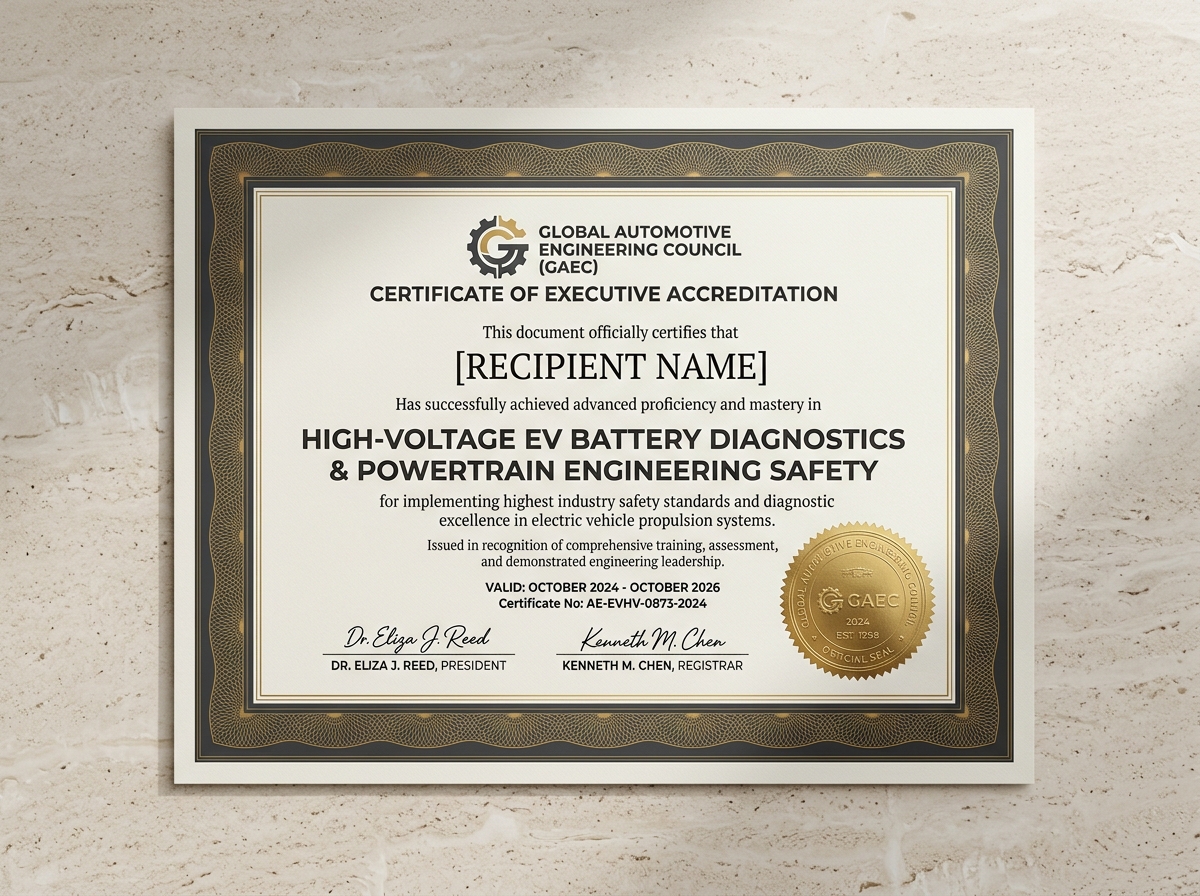 GLOBAL AUTOMOTIVE
ENGINEERING COUNCIL
(GAEC)
CERTIFICATE OF EXECUTIVE ACCREDITATION
This document officially certifies that
[RECIPIENT NAME]
Has successfully achieved advanced proficiency and mastery in
HIGH-VOLTAGE EV BATTERY DIAGNOSTICS
& POWERTRAIN ENGINEERING SAFETY
for implementing highest industry safety standards and diagnostic
excellence in electric vehicle propulsion systems.
Issued in recognition of comprehensive training, assessment,
and demonstrated engineering leadership.
VALID: OCTOBER 2024 - OCTOBER 2026
Certificate No: AE-EVHV-0873-2024
Dr. Eliza J. Reed
DR. ELIZA J. REED, PRESIDENT
Kenneth M. Chen
KENNETH M. CHEN, REGISTRAR
GAEC
2024
OFFICIAL SEAL